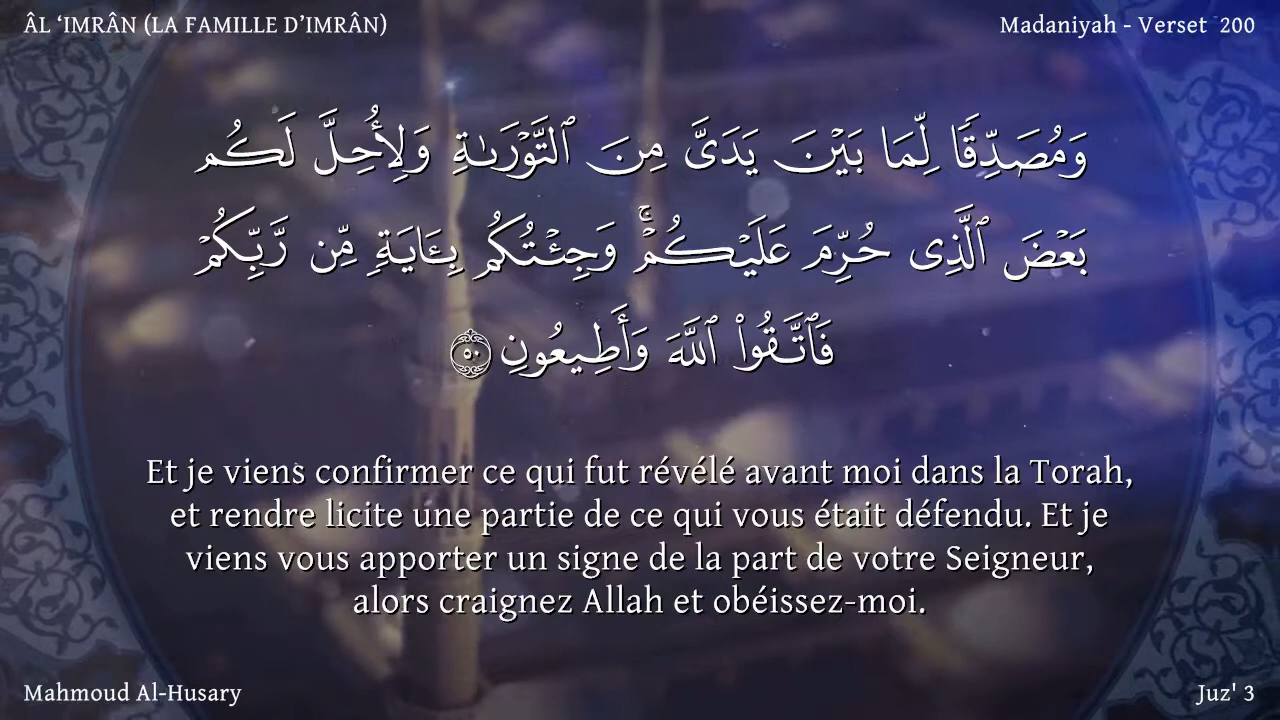 ÂL ‘IMRÂN (LA FAMILLE D’IMRÂN)
Madaniyah - Verset 200
وَمُصَدِّقًا لِّمَا بَيْنَ يَدَىَّ مِنَ ٱلتَّوْرَىٰةِ وَلِأُحِلَّ لَكُم
بَعْضَ ٱلَّذِى حُرِّمَ عَلَيْكُمْ ۚ وَجِئْتُكُم بِـَٔايَةٍ مِّن رَّبِّكُمْ
فَٱتَّقُوا۟ ٱللَّهَ وَأَطِيعُونِ ٥٠
Et je viens confirmer ce qui fut révélé avant moi dans la Torah,
et rendre licite une partie de ce qui vous était défendu. Et je
viens vous apporter un signe de la part de votre Seigneur,
alors craignez Allah et obéissez-moi.
Mahmoud Al-Husary
Juz' 3